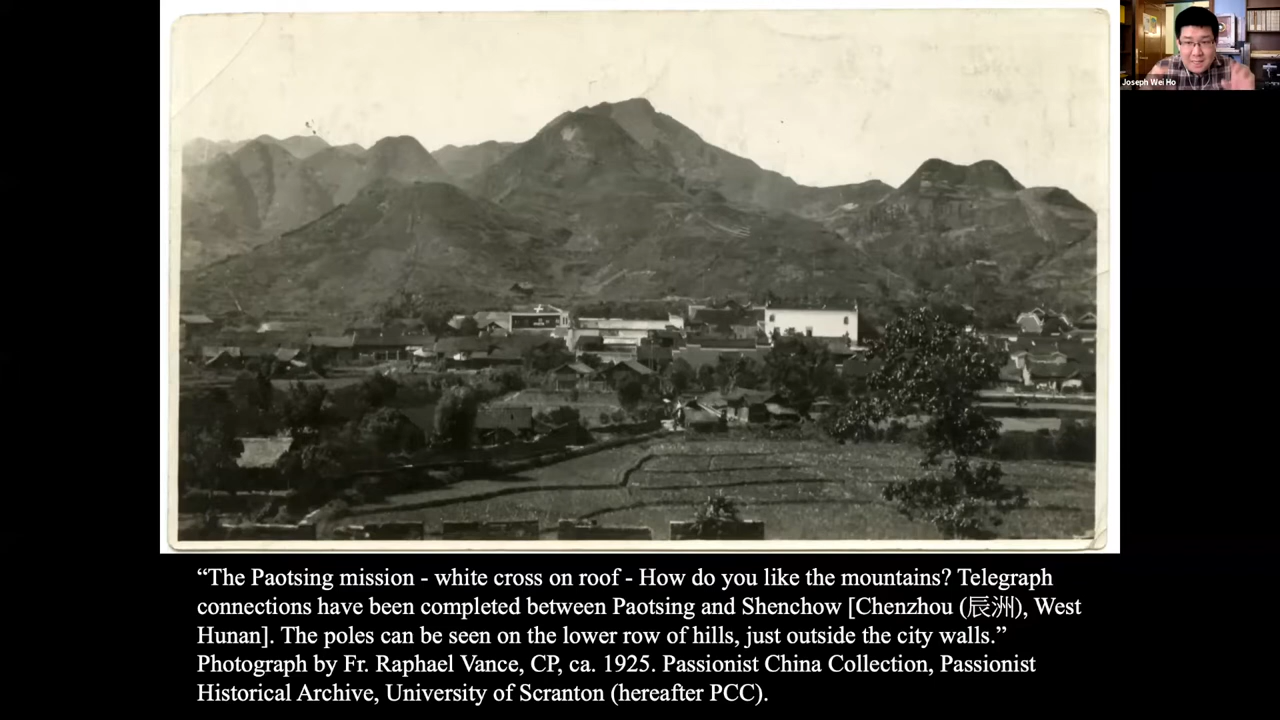 Joseph Wei Ho
“The Paotsing mission - white cross on roof - How do you like the mountains? Telegraph
connections have been completed between Paotsing and Shenchow [Chenzhou (辰洲), West
Hunan]. The poles can be seen on the lower row of hills, just outside the city walls.”
Photograph by Fr. Raphael Vance, CP, ca. 1925. Passionist China Collection, Passionist
Historical Archive, University of Scranton (hereafter PCC).